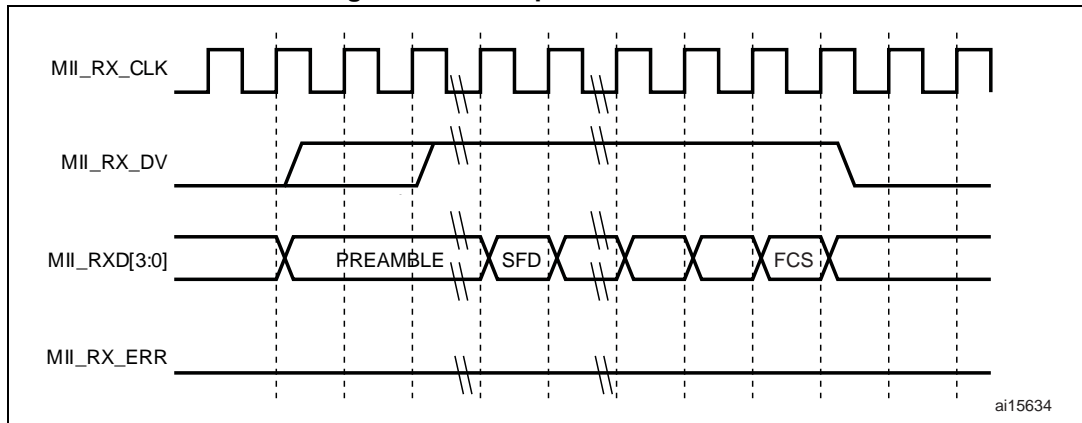 MII_RX_CLK
MII_RX_DV
MII_RXD[3:0]
PREAMBLE
SFD
FCS
MII_RX_ERR
ai15634